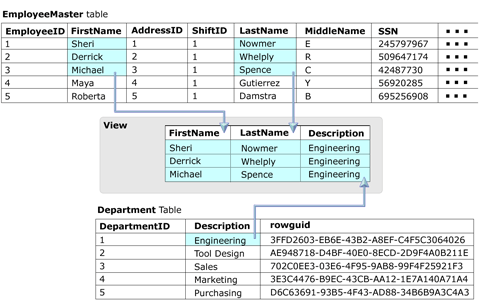 EmployeeMaster table
EmployeeID FirstName AddressID ShiftID LastName MiddleName SSN
1 Sheri 1 1 Nowmer E 245797967
2 Derrick 2 1 Whelply R 509647174
3 Michael 3 1 Spence C 42487730
4 Maya 4 1 Gutierrez Y 56920285
5 Roberta 5 1 Damstra B 695256908
View
FirstName LastName Description
Sheri Nowmer Engineering
Derrick Whelply Engineering
Michael Spence Engineering
Department Table
DepartmentID Description rowguid
1 Engineering 3FFD2603-EB6E-43B2-A8EF-C4F5C3064026
2 Tool Design AE948718-D4BF-40E0-8ECD-2D9F4A0B211E
3 Sales 702C0EE3-03E6-4F95-9AB8-99F4F25921F3
4 Marketing 3E3C4476-B9EC-43CB-AA12-1E7A140A71A4
5 Purchasing D6C63691-93B5-4F43-AD88-34B6B9A3C4A3